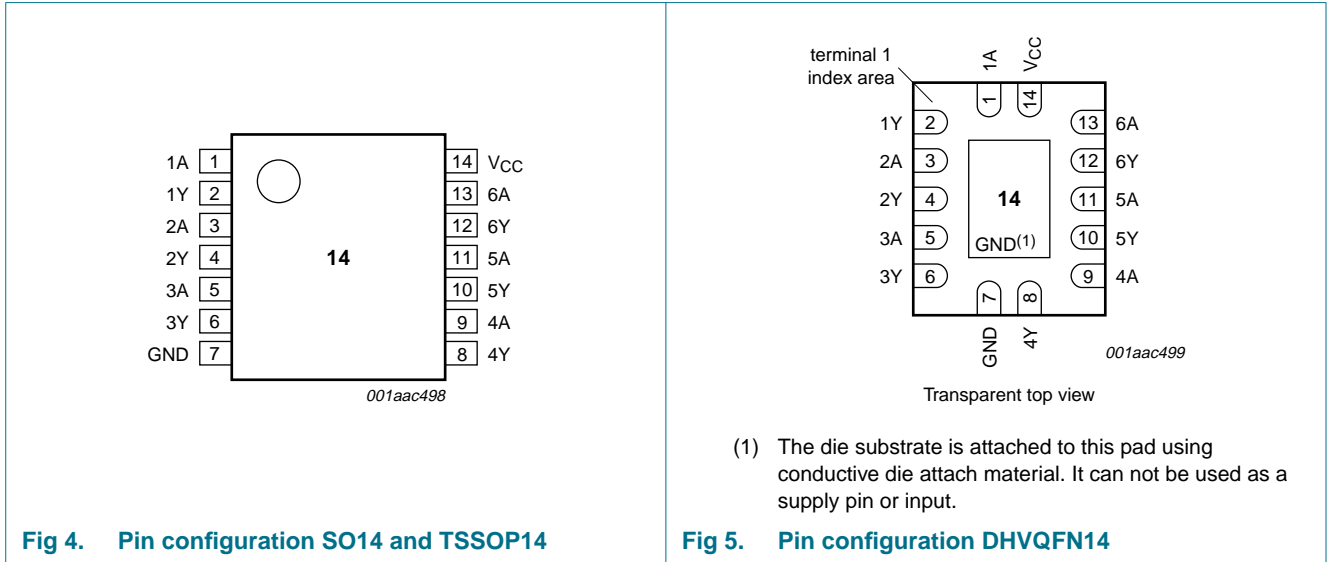 1A 1 14 VCC
1Y 2 13 6A
2A 3 12 6Y
2Y 4 14 11 5A
3A 5 10 5Y
3Y 6 9 4A
GND 7 8 4Y
001aac498
Fig 4. Pin configuration SO14 and TSSOP14
terminal 1
index area
1A VCC
1 14
1Y 2 13 6A
2A 3 12 6Y
2Y 4 14 11 5A
3A 5 GND(1) 10 5Y
3Y 6 9 4A
7 8
GND 4Y
001aac499
Transparent top view
(1) The die substrate is attached to this pad using
conductive die attach material. It can not be used as a
supply pin or input.
Fig 5. Pin configuration DHVQFN14